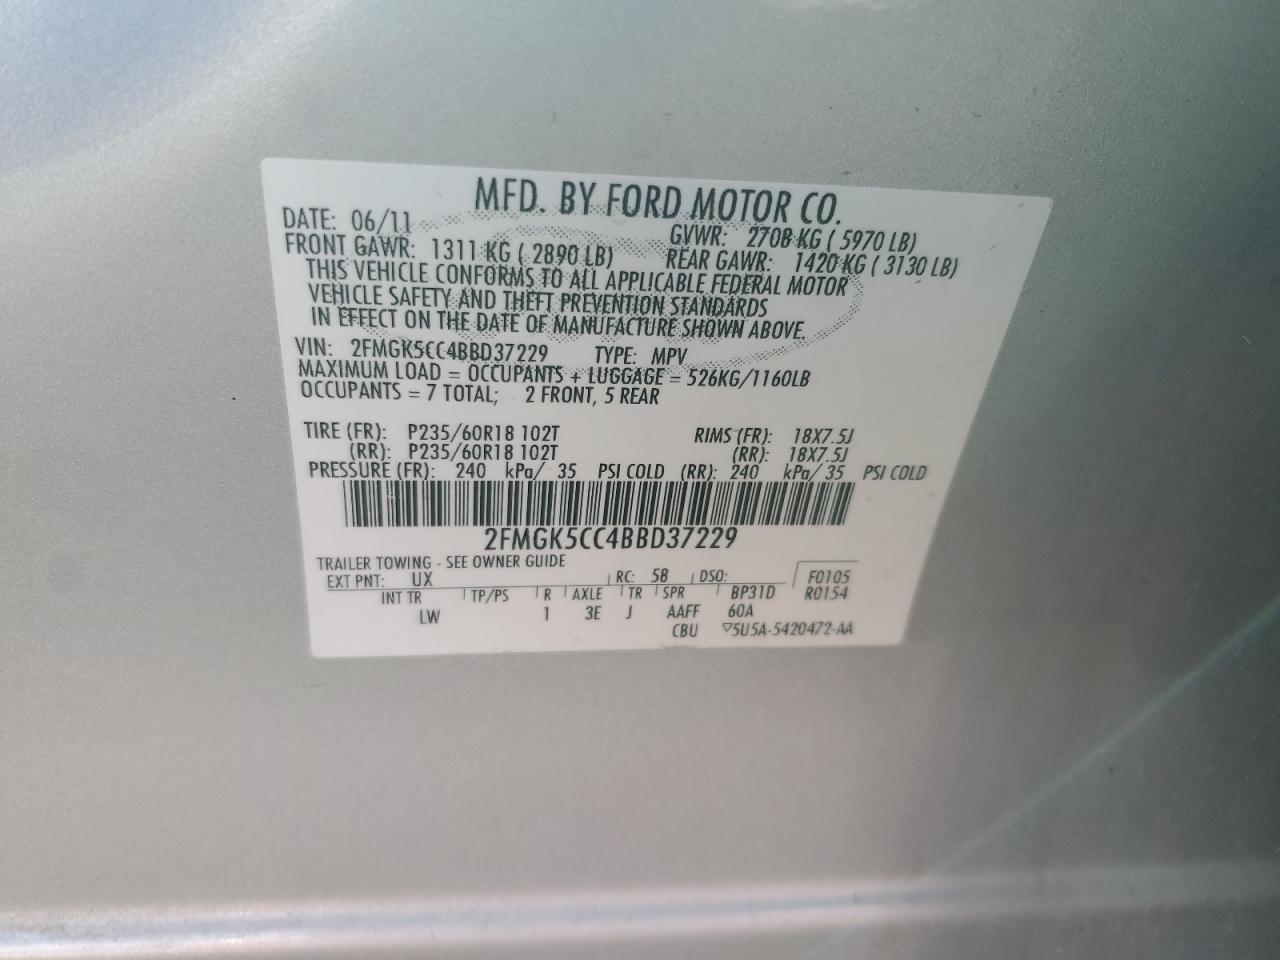 MFD. BY FORD MOTOR CO.
DATE: 06/11 GVWR: 2708 KG ( 5970 LB)
FRONT GAWR: 1311 KG ( 2890 LB) REAR GAWR: 1420 KG ( 3130 LB)
THIS VEHICLE CONFORMS TO ALL APPLICABLE FEDERAL MOTOR
VEHICLE SAFETY AND THEFT PREVENTION STANDARDS
IN EFFECT ON THE DATE OF MANUFACTURE SHOWN ABOVE.
VIN: 2FMGK5CC4BBD37229 TYPE: MPV
MAXIMUM LOAD = OCCUPANTS + LUGGAGE = 526KG/1160LB
OCCUPANTS = 7 TOTAL; 2 FRONT, 5 REAR
TIRE (FR): P235/60R18 102T RIMS (FR): 18X7.5J
(RR): P235/60R18 102T (RR): 18X7.5J
PRESSURE (FR): 240 kPa/ 35 PSI COLD (RR): 240 kPa/ 35 PSI COLD
2FMGK5CC4BBD37229
TRAILER TOWING - SEE OWNER GUIDE
EXT PNT: UX RC: 58 DSO: F0105
INT TR TP/PS R AXLE TR SPR BP31D R0154
LW 1 3E J AAFF 60A
CBU ▽5U5A-5420472-AA